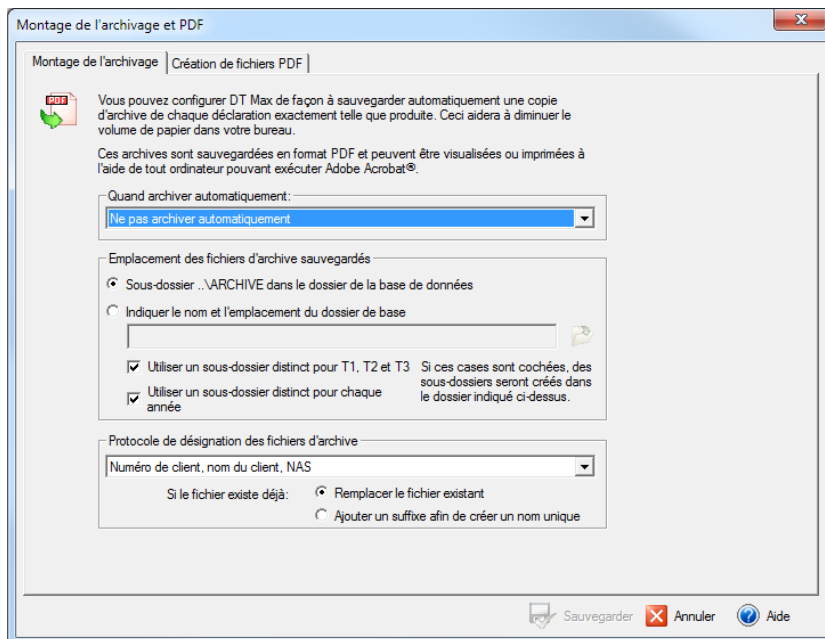 Montage de l'archivage et PDF
Montage de l'archivage
Création de fichiers PDF
PDF
Vous pouvez configurer DT Max de façon à sauvegarder automatiquement une copie
d'archive de chaque déclaration exactement telle que produite. Ceci aidera à diminuer le
volume de papier dans votre bureau.
Ces archives sont sauvegardées en format PDF et peuvent être visualisées ou imprimées à
l'aide de tout ordinateur pouvant exécuter Adobe Acrobat®.
Quand archiver automatiquement:
Ne pas archiver automatiquement
Emplacement des fichiers d'archive sauvegardés
Sous-dossier ..\ARCHIVE dans le dossier de la base de données
Indiquer le nom et l'emplacement du dossier de base
Utiliser un sous-dossier distinct pour T1, T2 et T3
Utiliser un sous-dossier distinct pour chaque
année
Si ces cases sont cochées, des
sous-dossiers seront créés dans
le dossier indiqué ci-dessus.
Protocole de désignation des fichiers d'archive
Numéro de client, nom du client, NAS
Si le fichier existe déjà:
Remplacer le fichier existant
Ajouter un suffixe afin de créer un nom unique
Sauvegarder
Annuler
Aide